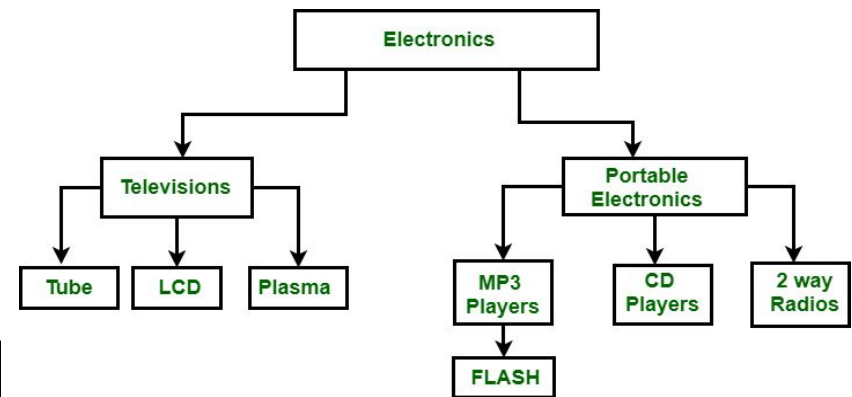 Electronics
Televisions
Portable
Electronics
Tube
LCD
Plasma
MP3
Players
CD
Players
2 way
Radios
FLASH